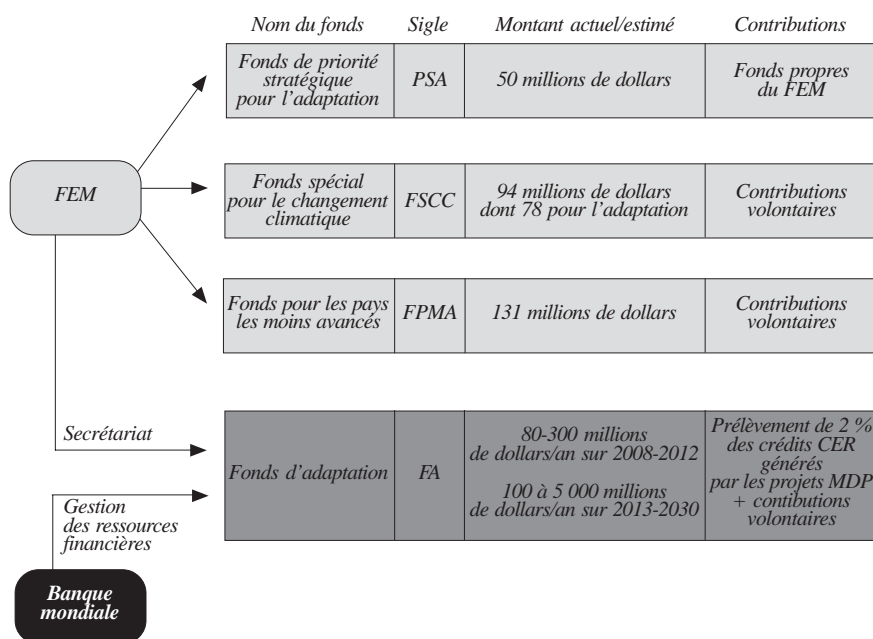 Nom du fonds Sigle Montant actuel/estimé Contributions
Fonds de priorité
stratégique
pour l'adaptation
PSA
50 millions de dollars
Fonds propres
du FEM
FEM
Fonds spécial
pour le changement
climatique
FSCC
94 millions de dollars
dont 78 pour l'adaptation
Contributions
volontaires
Fonds pour les pays
les moins avancés
FPMA
131 millions de dollars
Contributions
volontaires
Secrétariat
Fonds d'adaptation
FA
80-300 millions
de dollars/an sur 2008-2012
100 à 5 000 millions
de dollars/an sur 2013-2030
Prélèvement de 2 %
des crédits CER
générés
par les projets MDP
+ contibutions
volontaires
Gestion
des ressources
financières
Banque
mondiale